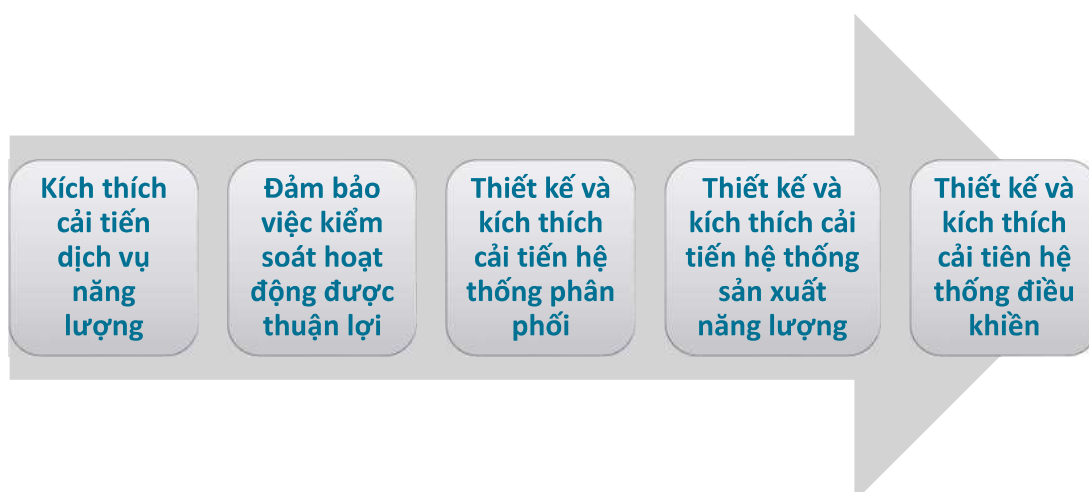 Kích thích
cải tiến
dịch vụ
năng
lượng
Đảm bảo
việc kiểm
soát hoạt
động được
thuận lợi
Thiết kế và
kích thích
cải tiến hệ
thống phân
phối
Thiết kế và
kích thích cải
tiến hệ thống
sản xuất
năng lượng
Thiết kế và
kích thích
cải tiên hệ
thống điều
khiền